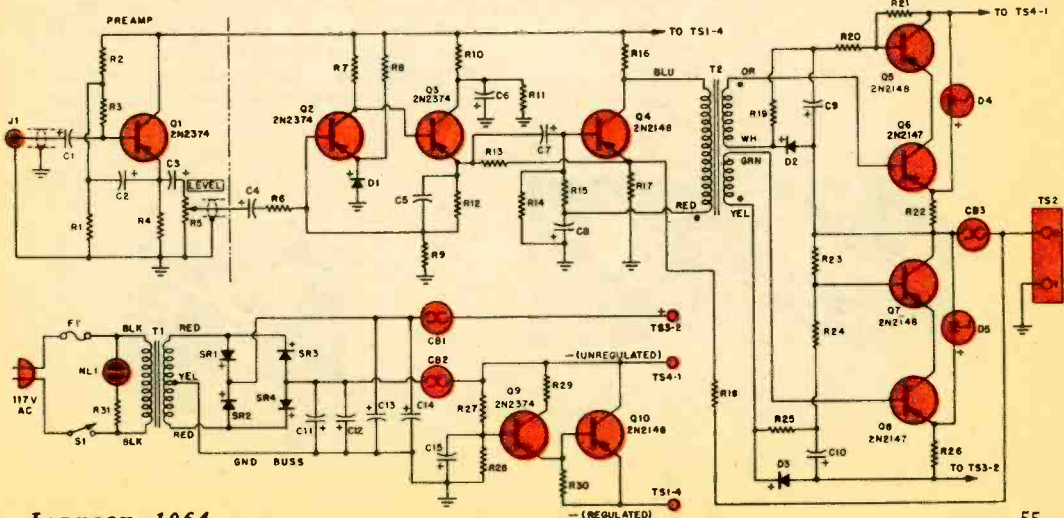 PREAMP
R2
R3
J1
C1
Q1
2N2374
C2
C3
LEVEL
R1
R4
R5
C4
R6
R7
R8
Q2
2N2374
D1
R9
C5
R10
Q3
2N2374
C6
R11
R12
R13
C7
R14
R15
C8
R16
TO TS1-4
Q4
2N2148
R17
BLU
RED
T2
OR
WH
GRN
YEL
R19
D2
C9
R20
R21
TO TS4-1
Q5
2N2148
D4
Q6
2N2147
R22
CB3
TS2
R23
R24
Q7
2N2148
D5
Q8
2N2147
R25
C10
D3
R26
TO TS3-2
R18
117V
AC
F1
NL1
R31
S1
BLK
BLK
T1
RED
YEL
RED
SR1
SR2
SR3
SR4
C11
C12
C13
C14
GND BUSS
CB1
CB2
+
TS3-2
−(UNREGULATED)
TS4-1
R27
C15
R28
Q9
2N2374
R29
R30
Q10
2N2148
TS1-4
−(REGULATED)
55